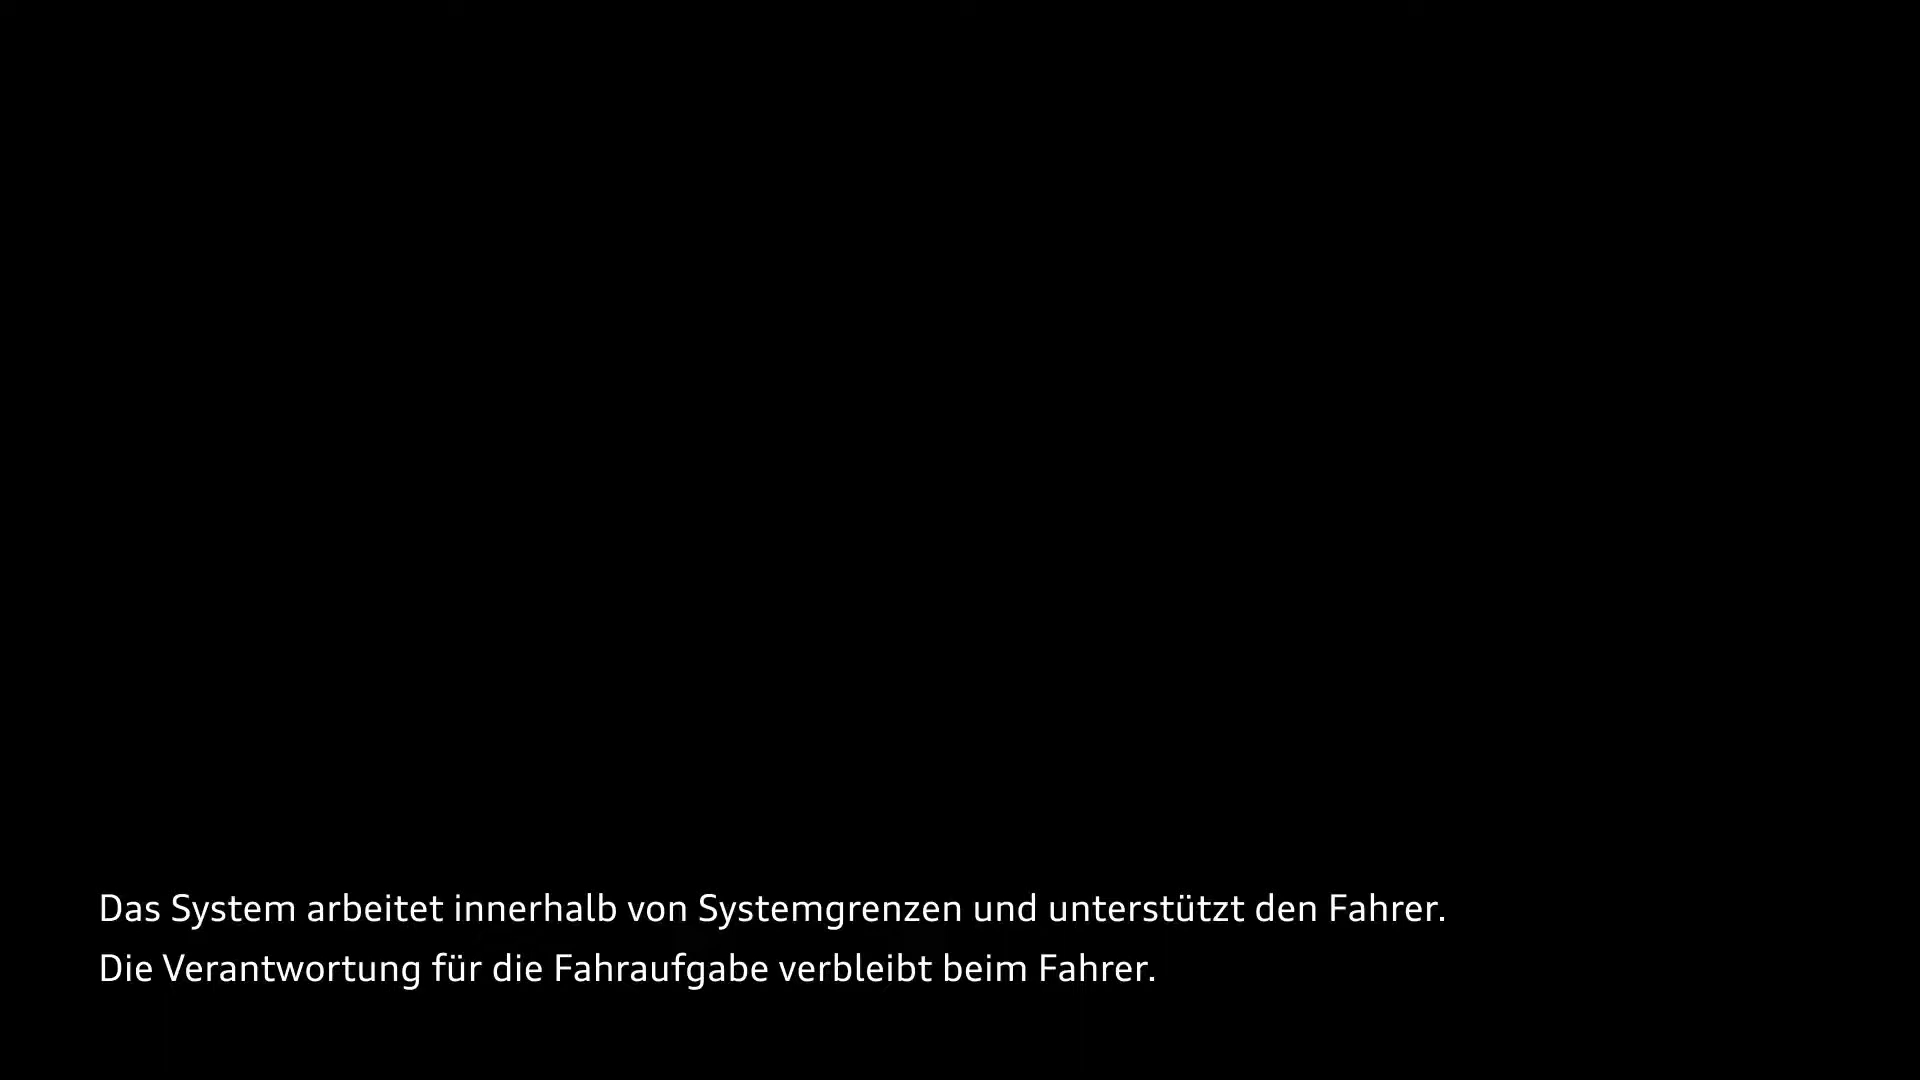 Das System arbeitet innerhalb von Systemgrenzen und unterstützt den Fahrer.
Die Verantwortung für die Fahraufgabe verbleibt beim Fahrer.